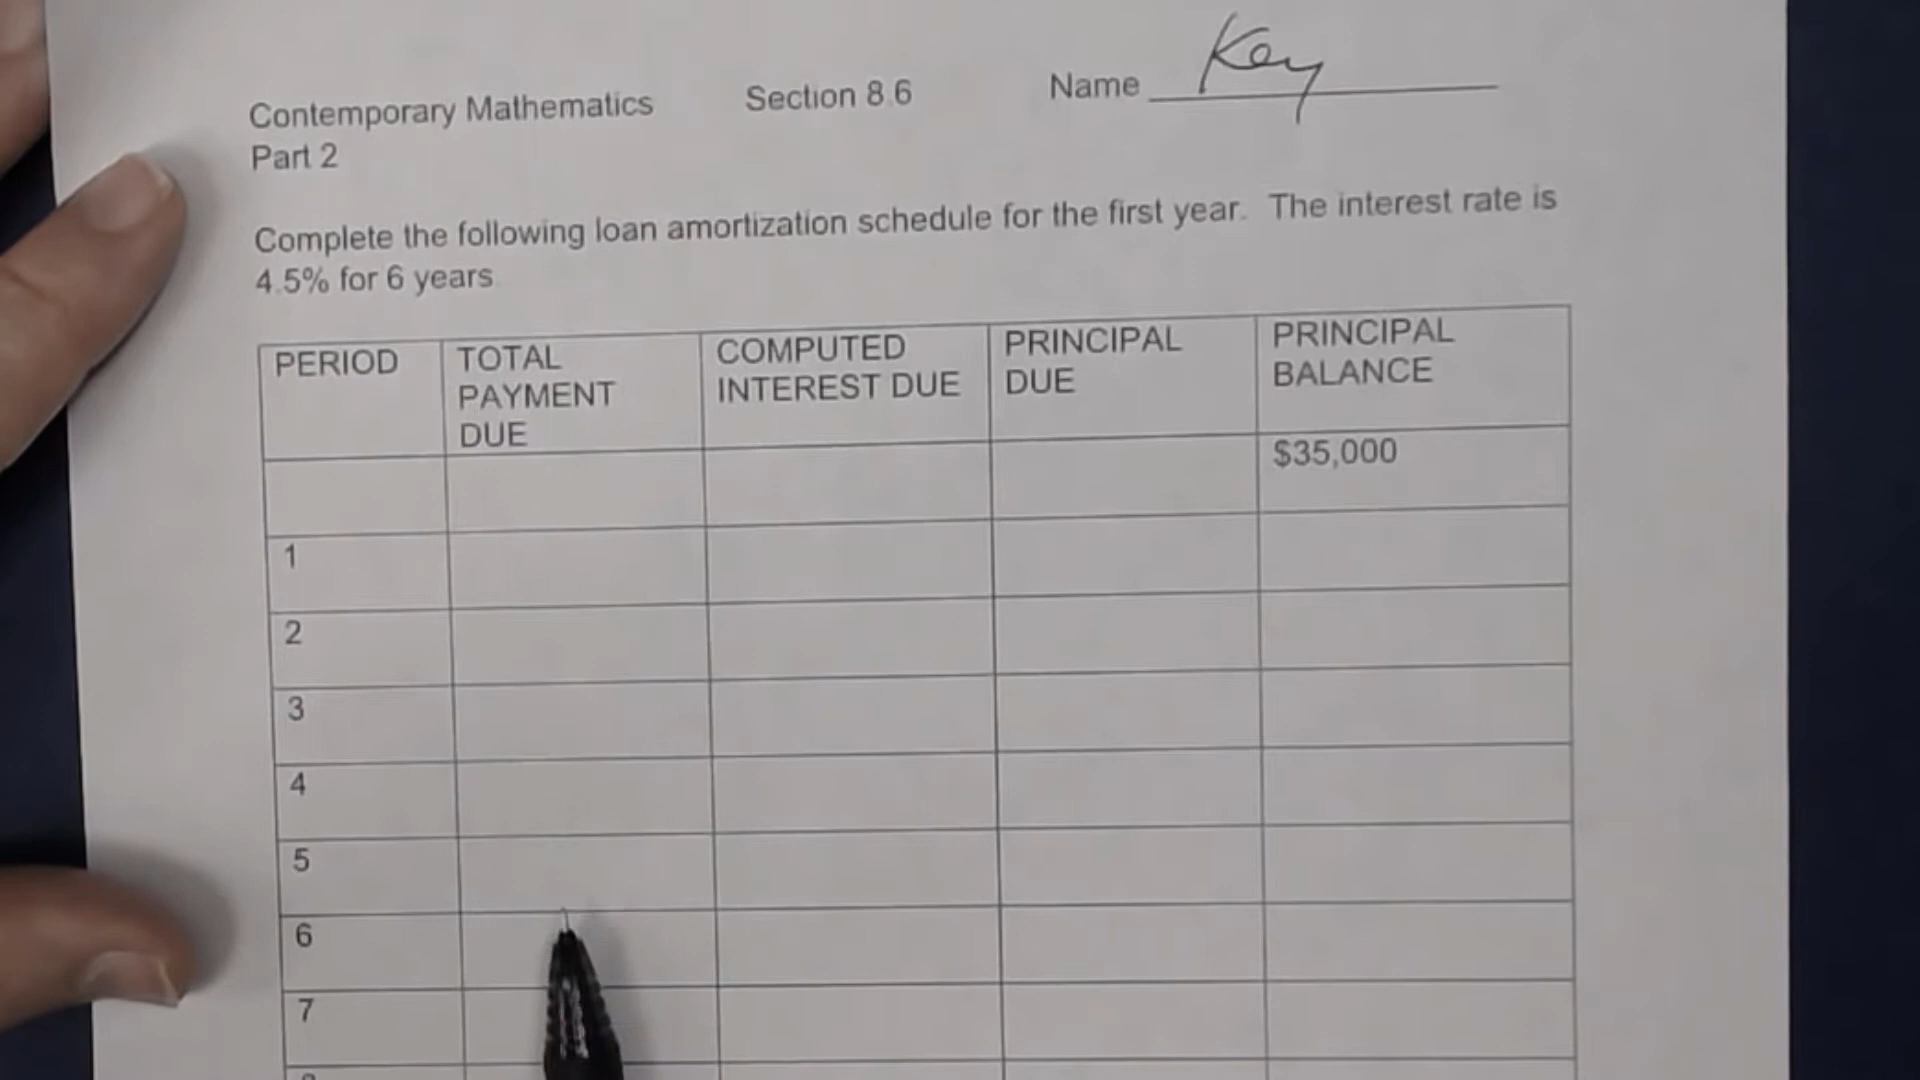 Contemporary Mathematics Section 8.6 Name Key
Part 2
Complete the following loan amortization schedule for the first year. The interest rate is
4.5% for 6 years
PERIOD TOTAL PAYMENT DUE COMPUTED INTEREST DUE PRINCIPAL DUE PRINCIPAL BALANCE
$35,000
1
2
3
4
5
6
7